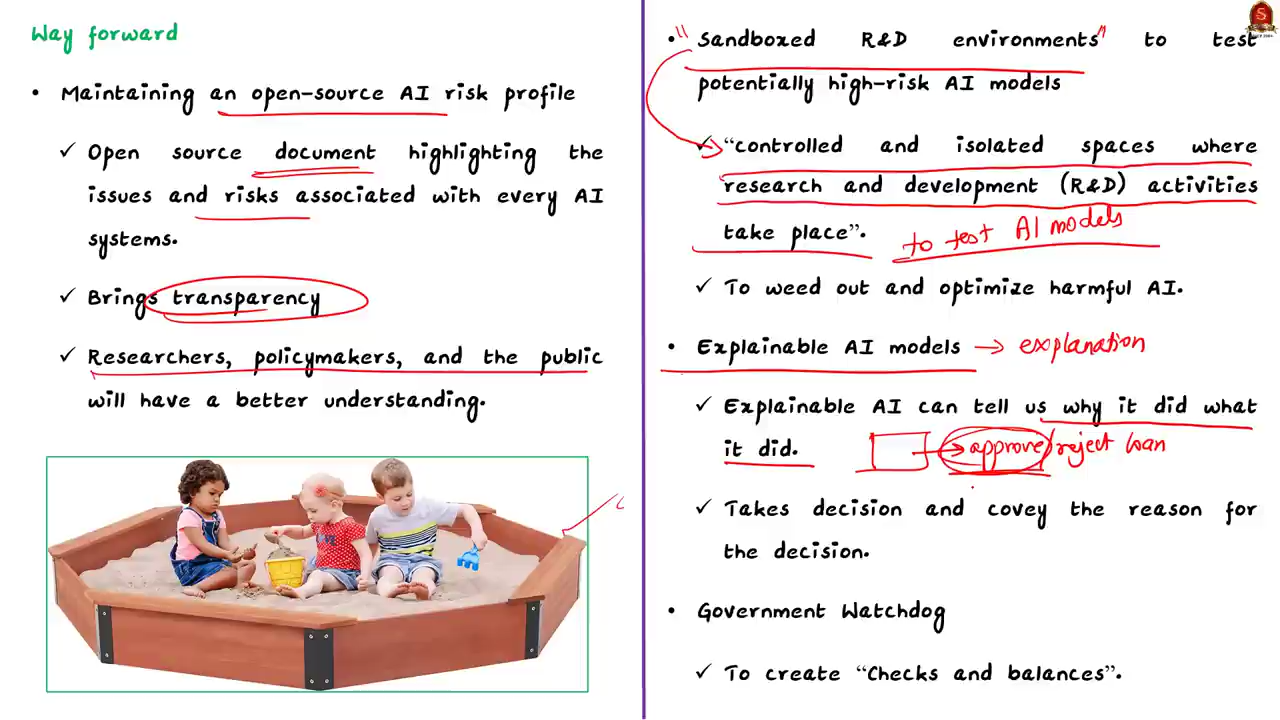 Way forward
• Maintaining an open-source AI risk profile
✓ Open source document highlighting the
issues and risks associated with every AI
systems.
✓ Brings transparency
✓ Researchers, policymakers, and the public
will have a better understanding.
• "Sandboxed R&D environments" to test
potentially high-risk AI models
✓ “controlled and isolated spaces where
research and development (R&D) activities
take place”. to test AI models
✓ To weed out and optimize harmful AI.
• Explainable AI models → explanation
✓ Explainable AI can tell us why it did what
it did. → approve/reject loan
✓ Takes decision and covey the reason for
the decision.
• Government Watchdog
✓ To create “Checks and balances”.